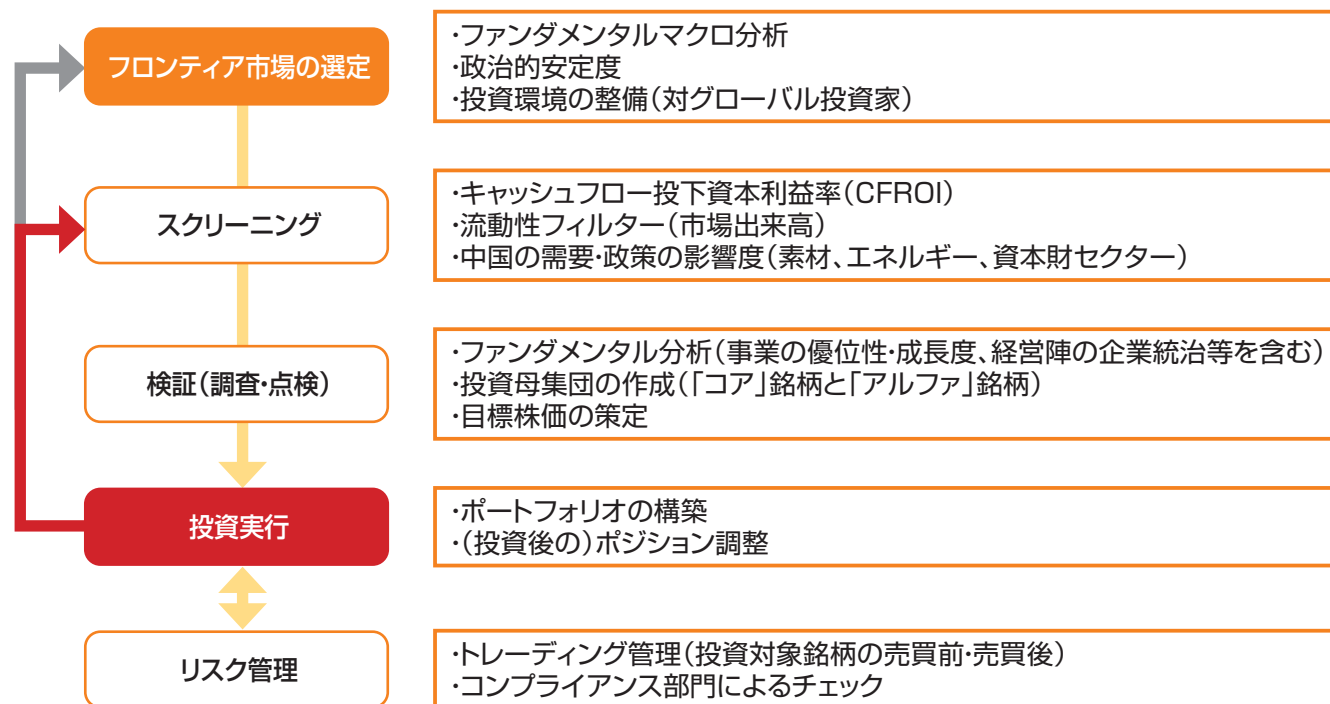 フロンティア市場の選定
・ファンダメンタルマクロ分析
・政治的安定度
・投資環境の整備(対グローバル投資家)
スクリーニング
・キャッシュフロー投下資本利益率(CFROI)
・流動性フィルター(市場出来高)
・中国の需要・政策の影響度(素材、エネルギー、資本財セクター)
検証(調査・点検)
・ファンダメンタル分析(事業の優位性・成長度、経営陣の企業統治等を含む)
・投資母集団の作成(「コア」銘柄と「アルファ」銘柄)
・目標株価の策定
投資実行
・ポートフォリオの構築
・(投資後の)ポジション調整
リスク管理
・トレーディング管理(投資対象銘柄の売買前・売買後)
・コンプライアンス部門によるチェック